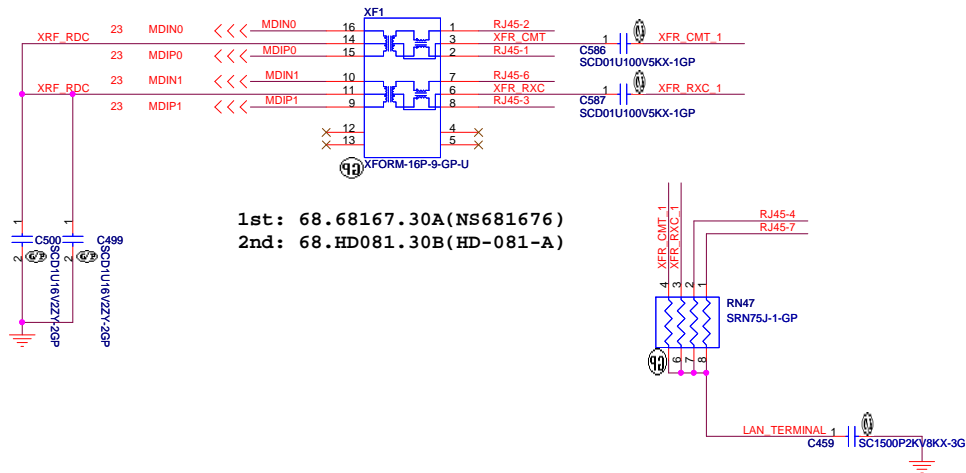 XF1
XRF_RDC 23 MDIN0 MDIN0 16 1 RJ45-2
14 3 XFR_CMT 1 XFR_CMT_1
23 MDIP0 MDIP0 15 2 RJ45-1
C586
SCD01U100V5KX-1GP
23 MDIN1 MDIN1 10 7 RJ45-6
XRF_RDC 11 6 XFR_RXC 1 XFR_RXC_1
23 MDIP1 MDIP1 9 8 RJ45-3
C587
SCD01U100V5KX-1GP
12 4
13 5
GP XFORM-16P-9-GP-U
1st: 68.68167.30A(NS681676)
2nd: 68.HD081.30B(HD-081-A)
1 1
C500 C499
2 2
SCD1U16V2ZY-2GP
SCD1U16V2ZY-2GP
XFR_CMT_1
XFR_RXC_1
RJ45-4
RJ45-7
4 3 2 1
RN47
SRN75J-1-GP
GP 6 7 8
LAN_TERMINAL 1
C459 SC1500P2KV8KX-3G